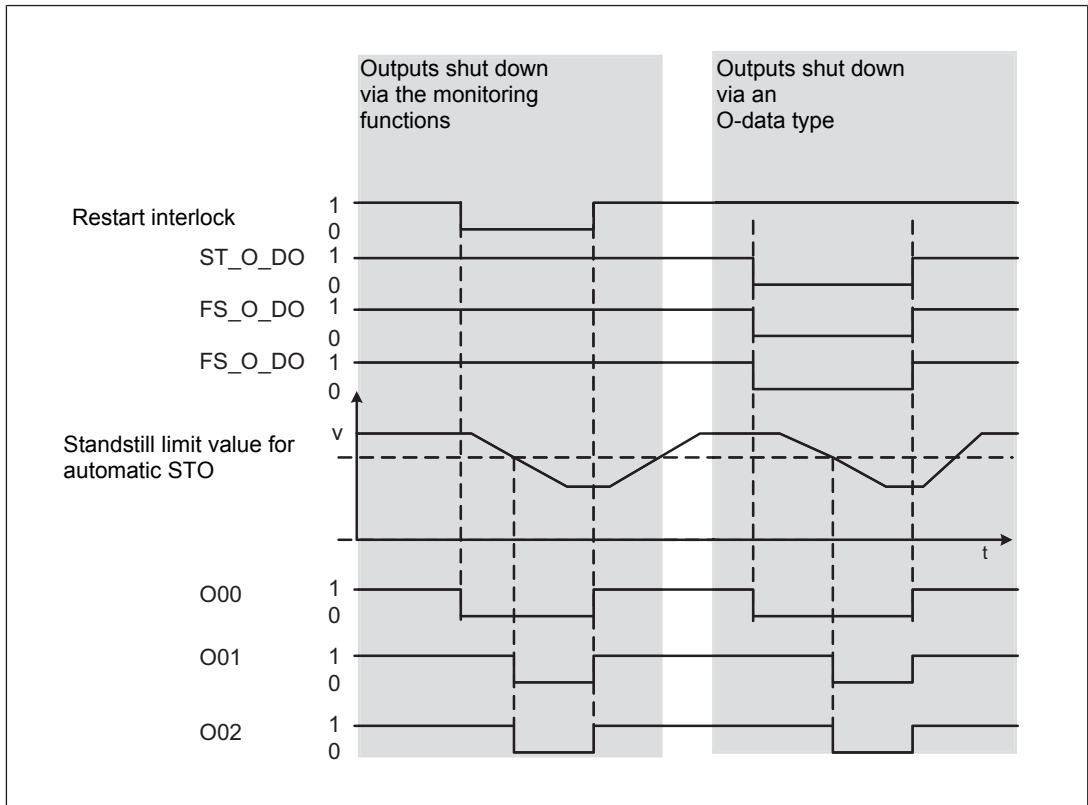 Outputs shut down
via the monitoring
functions
Outputs shut down
via an
O-data type
Restart interlock
1
0
ST_O_DO
1
0
FS_O_DO
1
0
FS_O_DO
1
0
Standstill limit value for
automatic STO
v
t
O00
1
0
O01
1
0
O02
1
0